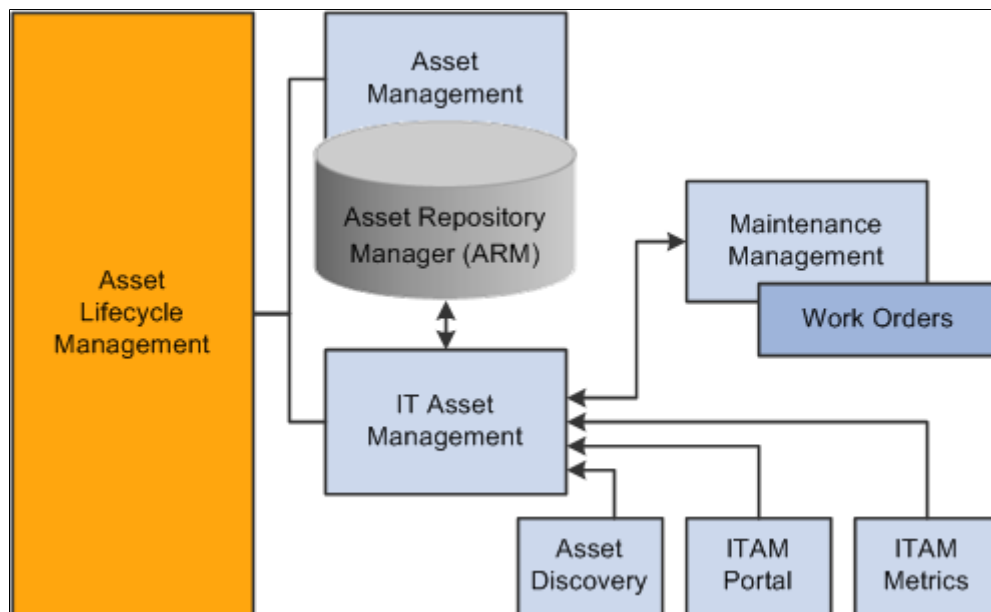 Asset
Management
Asset Repository
Manager (ARM)
Asset
Lifecycle
Management
Maintenance
Management
Work Orders
IT Asset
Management
Asset
Discovery
ITAM
Portal
ITAM
Metrics